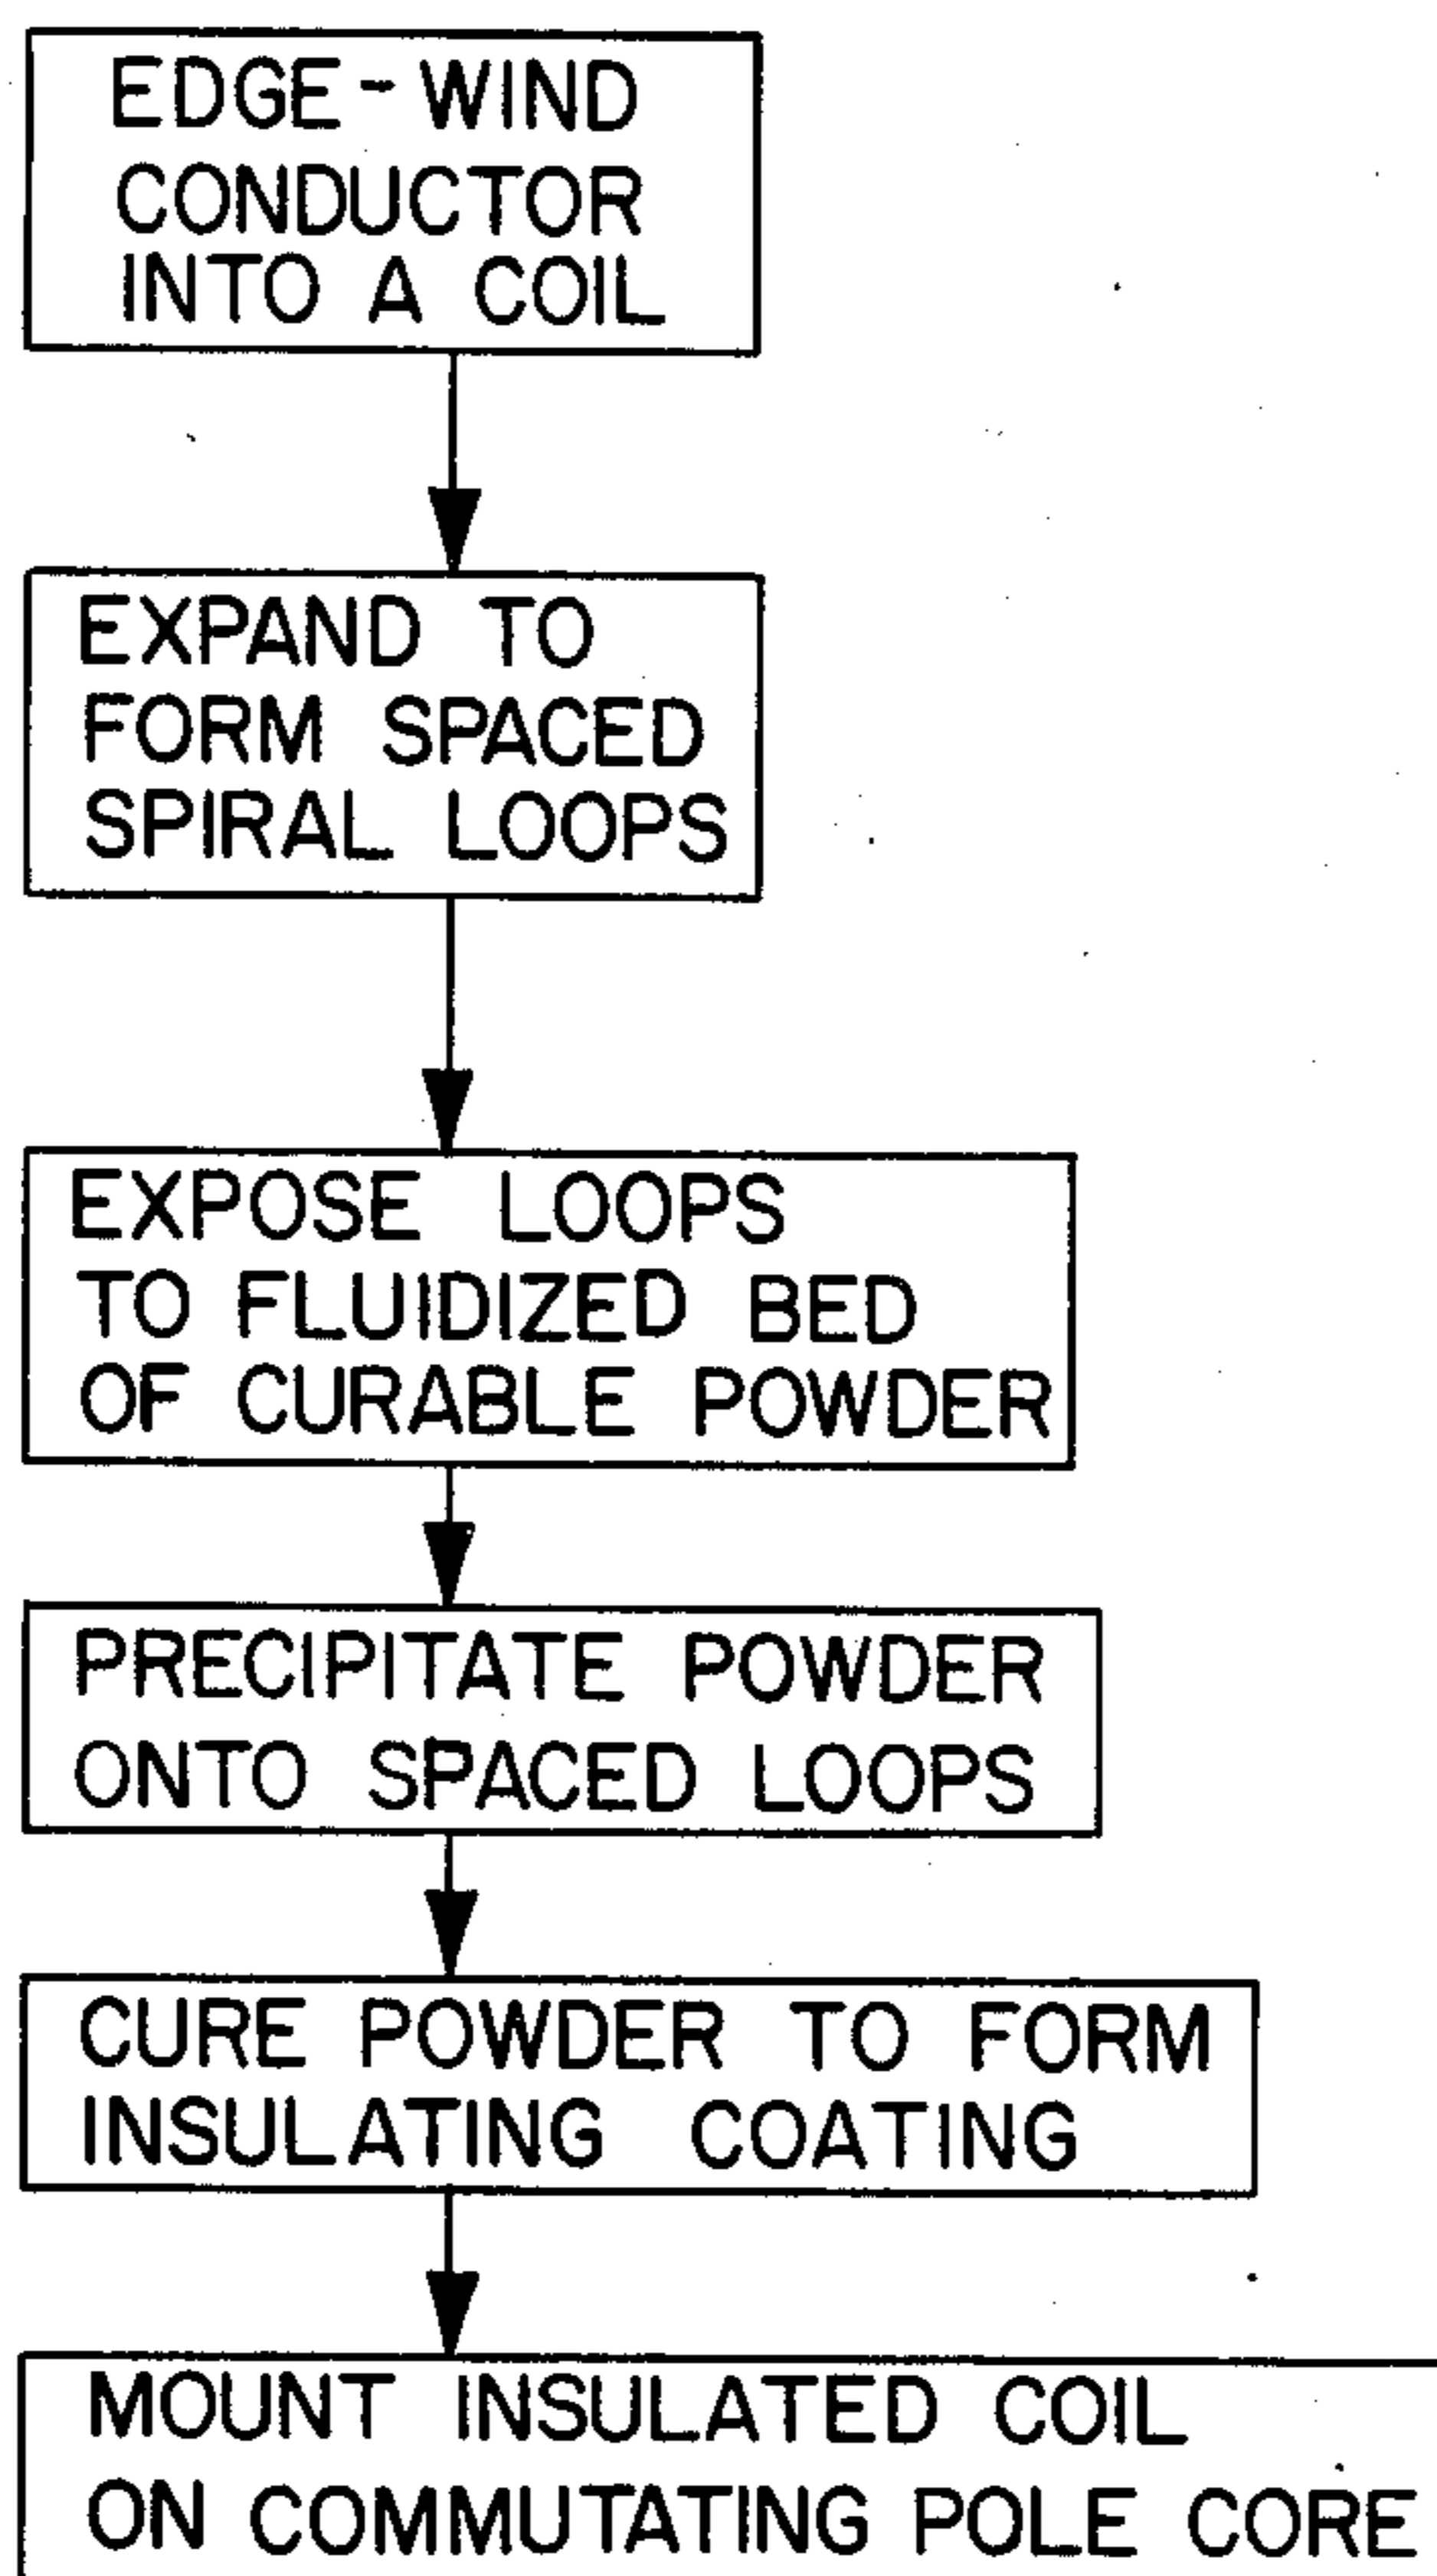 EDGE-WIND
CONDUCTOR
INTO A COIL
EXPAND TO
FORM SPACED
SPIRAL LOOPS
EXPOSE LOOPS
TO FLUIDIZED BED
OF CURABLE POWDER
PRECIPITATE POWDER
ONTO SPACED LOOPS
CURE POWDER TO FORM
INSULATING COATING
MOUNT INSULATED COIL
ON COMMUTATING POLE CORE